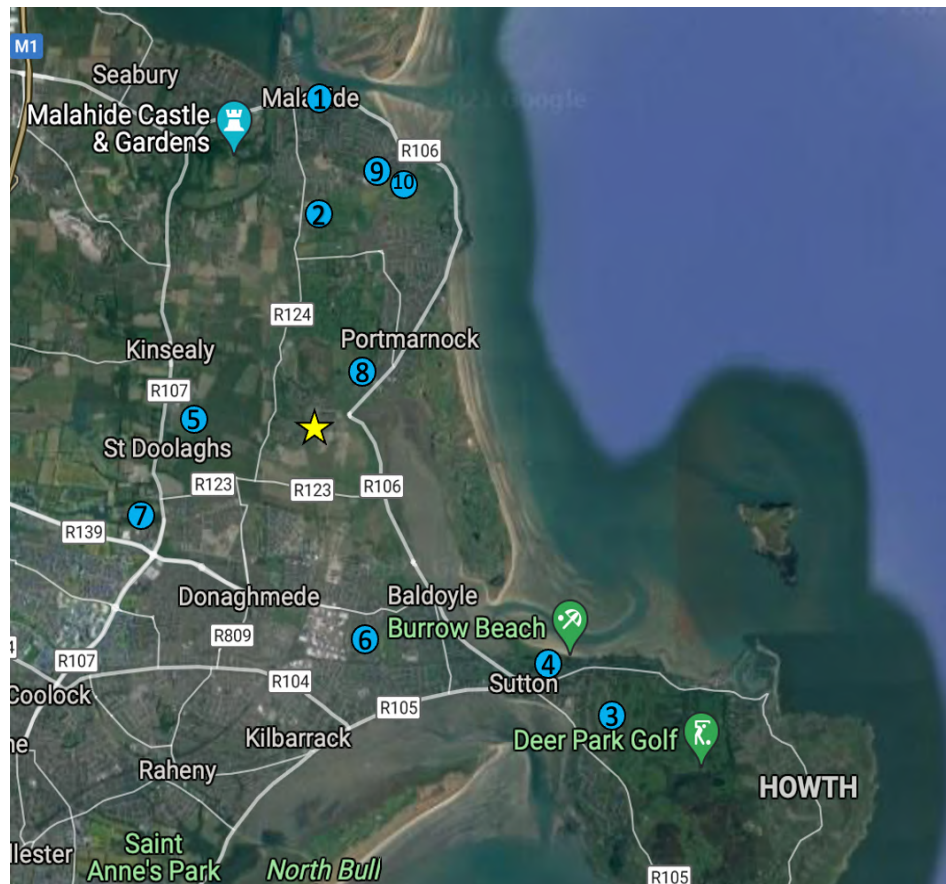 M1
Seabury
Malahide
1
Malahide Castle
& Gardens
R106
9
10
2
R124
Portmarnock
Kinsealy
8
R107
5
St Doolaghs
R123
R123
R106
7
R139
Donaghmede
Baldoyle
Burrow Beach
R809
6
4
R107
R104
Sutton
Coolock
R105
3
Kilbarrack
Deer Park Golf
Raheny
HOWTH
Saint
Anne's Park
North Bull
R105